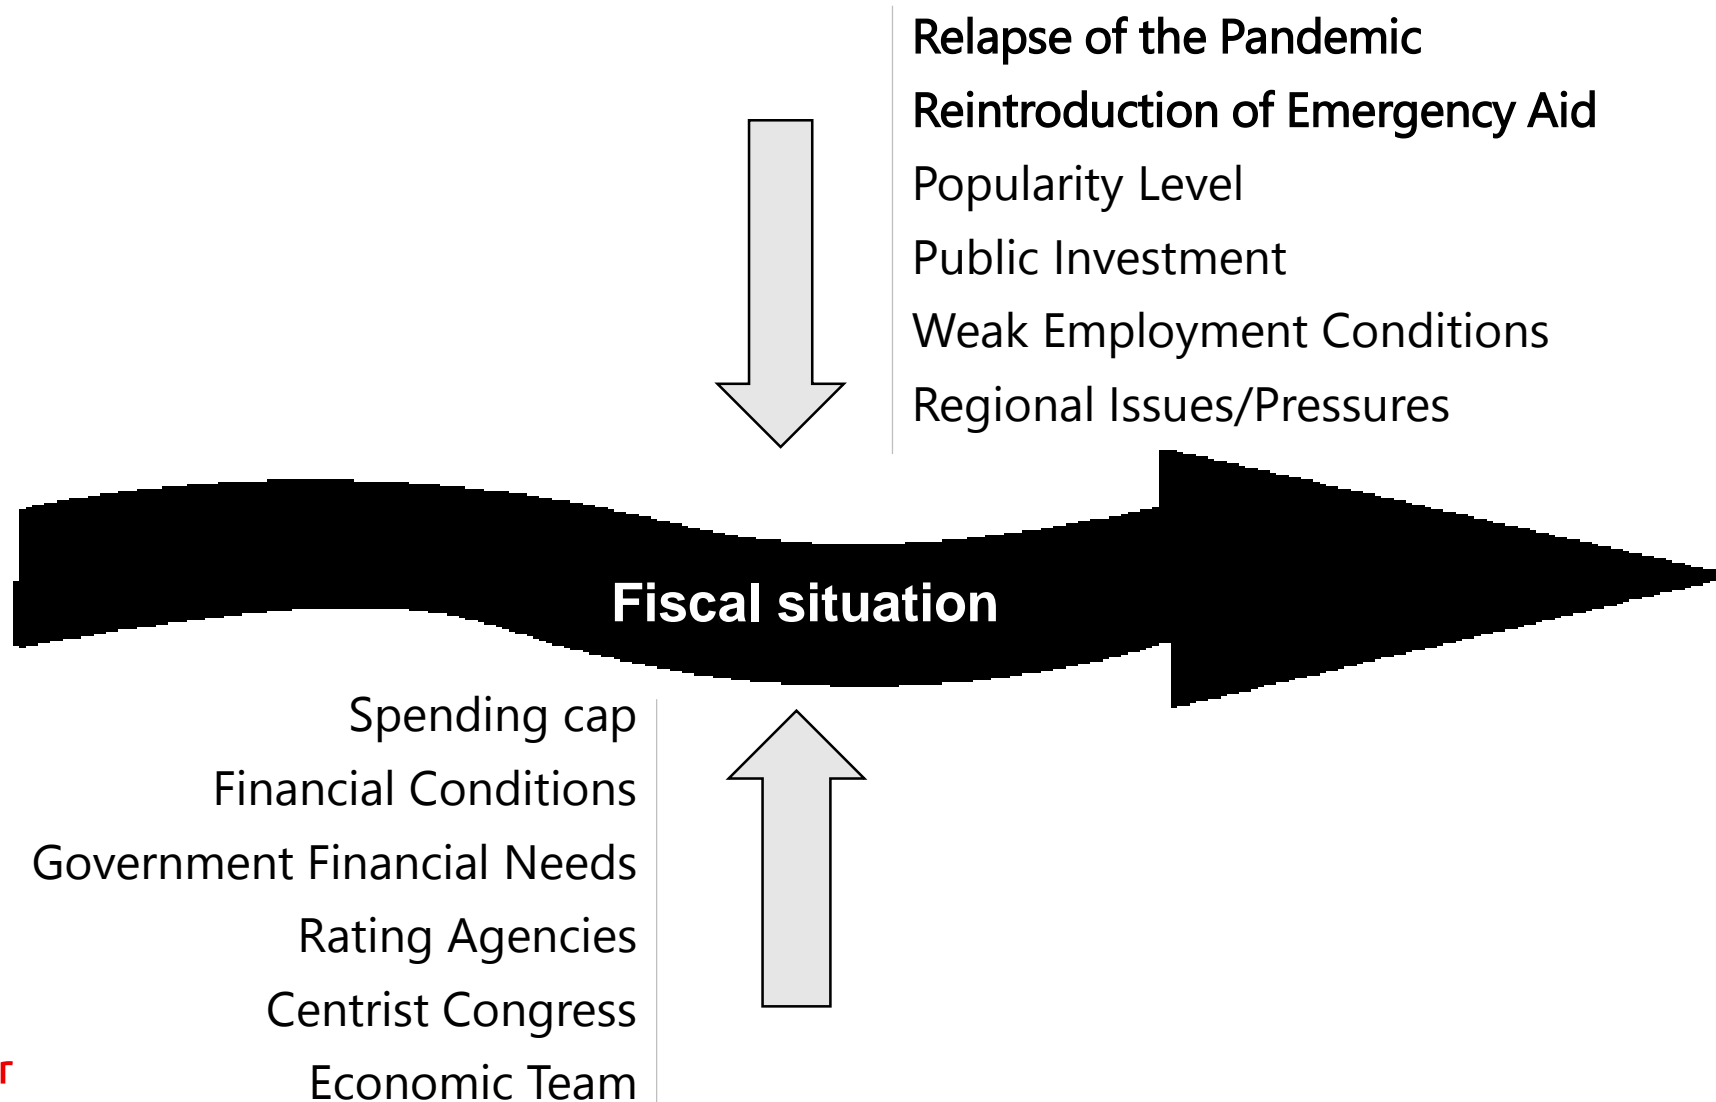 Relapse of the Pandemic
Reintroduction of Emergency Aid
Popularity Level
Public Investment
Weak Employment Conditions
Regional Issues/Pressures
Fiscal situation
Spending cap
Financial Conditions
Government Financial Needs
Rating Agencies
Centrist Congress
Economic Team